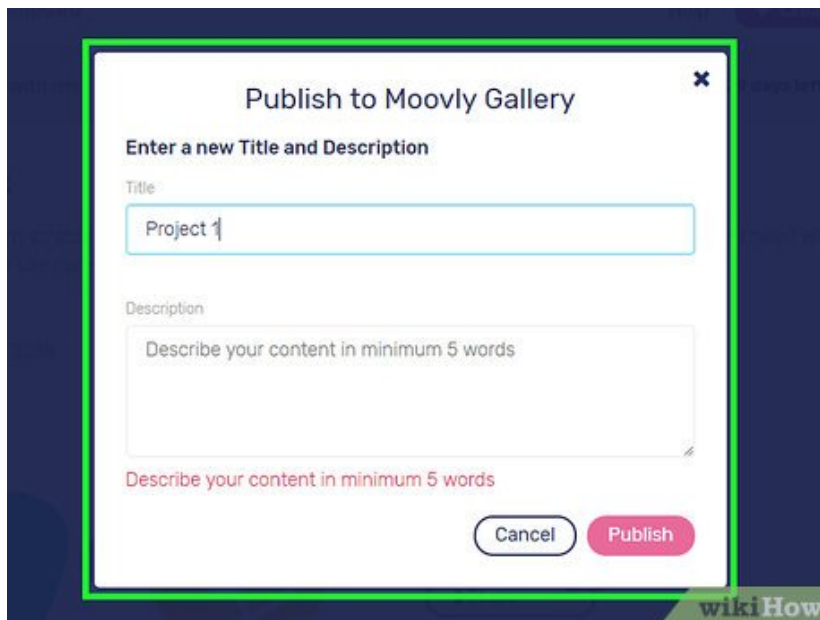 Publish to Moovly Gallery
Enter a new Title and Description
Title
Project 1
Description
Describe your content in minimum 5 words
Describe your content in minimum 5 words
Cancel
Publish
wikiHow